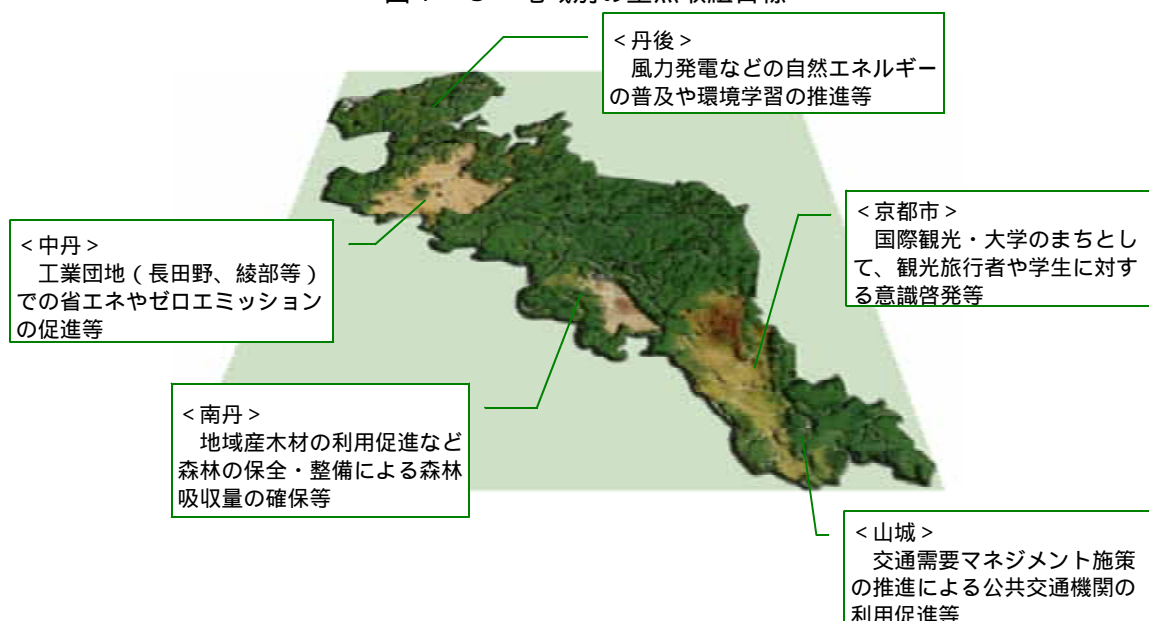 <丹後>
風力発電などの自然エネルギー
の普及や環境学習の推進等
<京都市>
国際観光・大学のまちとし
て、観光旅行者や学生に対す
る意識啓発等
<中丹>
工業団地(長田野、綾部等)
での省エネやゼロエミッション
の促進等
<南丹>
地域産木材の利用促進など
森林の保全・整備による森林
吸収量の確保等
<山城>
交通需要マネジメント施策
の推進による公共交通機関の
利用促進等